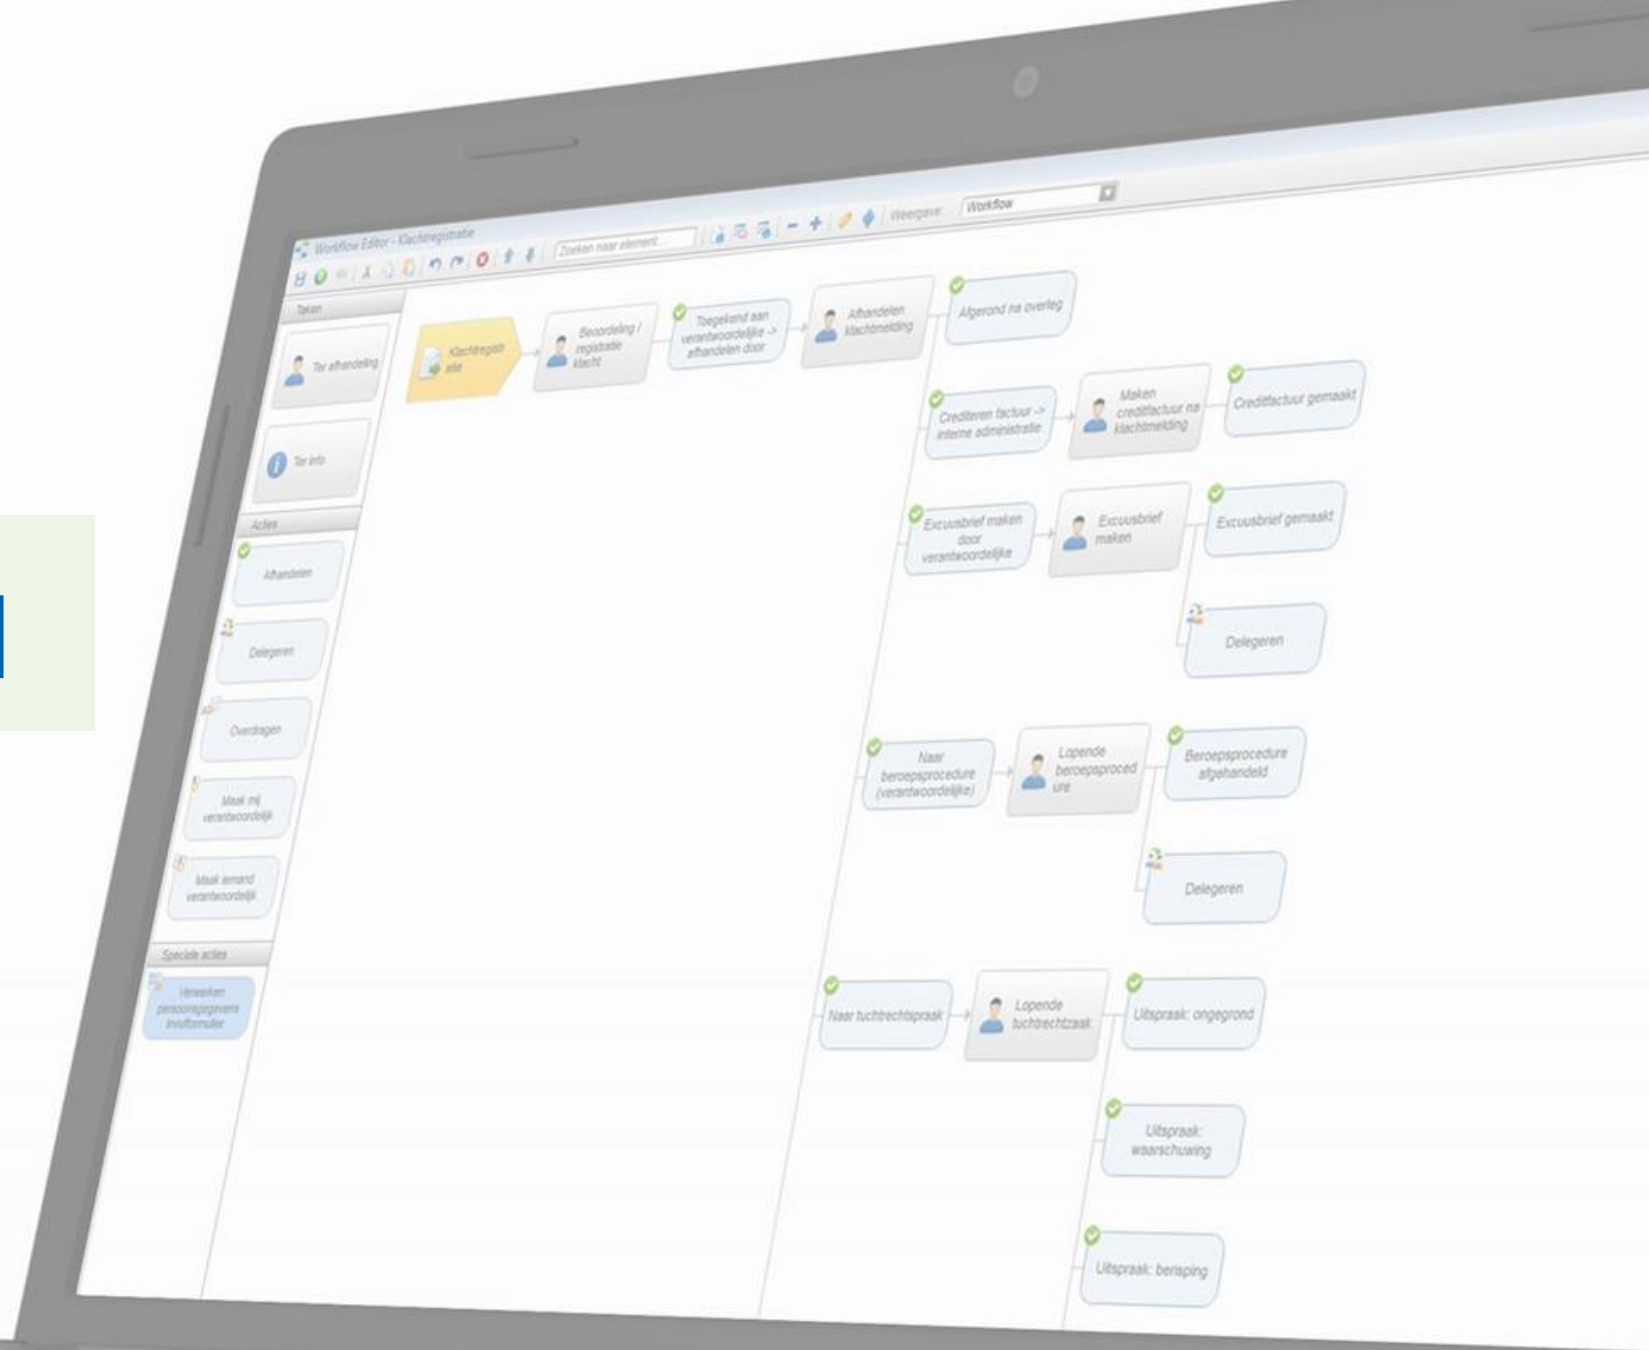 Workflow Editor - Klachtregistratie
Zoeken naar element...
Weergave:
Workflow
Taken
Ter afhandeling
Ter info
Acties
Afhandelen
Delegeren
Overdragen
Maak mij
verantwoordelijk
Maak iemand
verantwoordelijk
Speciale acties
Verwerken
persoonsgegevens
invulformulier
Klachtregistr
atie
Beoordeling /
registratie
klacht
Toegekend aan
verantwoordelijke ->
afhandelen door
Afhandelen
klachtmelding
Afgerond na overleg
Crediteren factuur ->
interne administratie
Maken
creditfactuur na
klachtmelding
Creditfactuur gemaakt
Excuusbrief maken
door
verantwoordelijke
Excuusbrief
maken
Excuusbrief gemaakt
Delegeren
Naar
beroepsprocedure
(verantwoordelijke)
Lopende
beroepsproced
ure
Beroepsprocedure
afgehandeld
Delegeren
Naar tuchtrechtspraak
Lopende
tuchtrechtzaak
Uitspraak: ongegrond
Uitspraak:
waarschuwing
Uitspraak: berisping